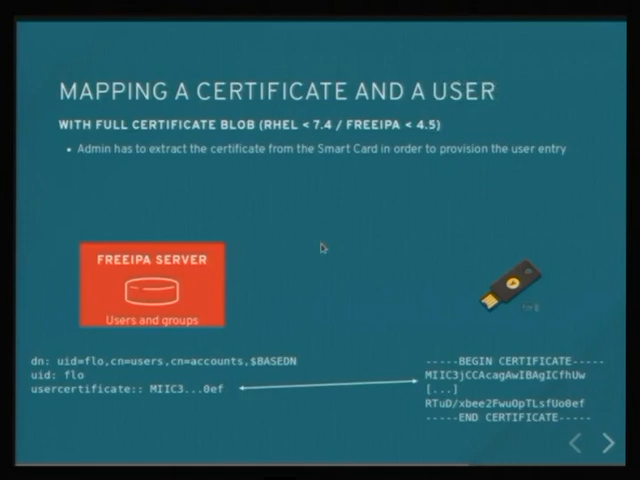 MAPPING A CERTIFICATE AND A USER
WITH FULL CERTIFICATE BLOB (RHEL < 7.4 / FREEIPA < 4.5)
• Admin has to extract the certificate from the Smart Card in order to provision the user entry
FREEIPA SERVER
Users and groups
dn: uid=flo,cn=users,cn=accounts,$BASEDN
uid: flo
usercertificate:: MIIC3...0ef
-----BEGIN CERTIFICATE-----
MIIC3jCCAcagAwIBAgICfhUw
[...]
RTuD/xbee2FwuOpTLsfUo0ef
-----END CERTIFICATE-----